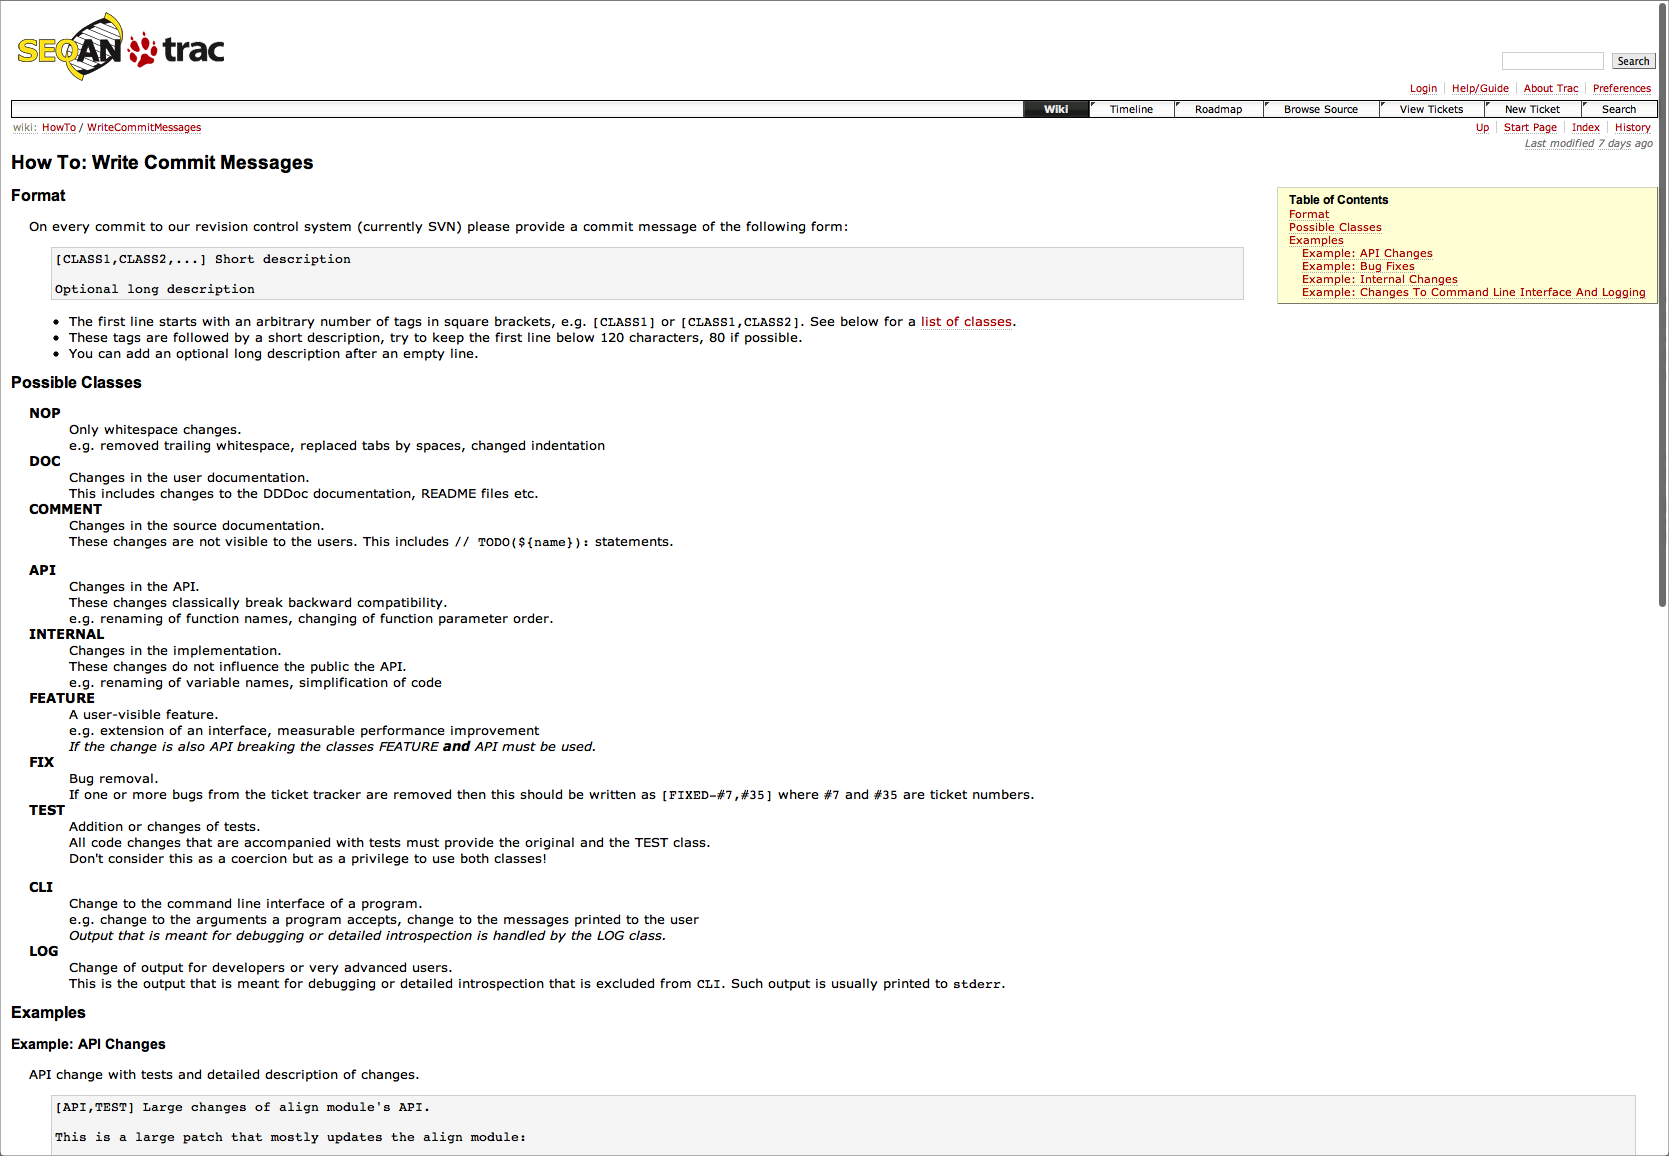 SEQAN trac
Search
Login Help/Guide About Trac Preferences
Wiki Timeline Roadmap Browse Source View Tickets New Ticket Search
wiki: HowTo / WriteCommitMessages
Up Start Page Index History
Last modified 7 days ago
How To: Write Commit Messages
Format
Table of Contents
Format
Possible Classes
Examples
Example: API Changes
Example: Bug Fixes
Example: Internal Changes
Example: Changes To Command Line Interface And Logging
On every commit to our revision control system (currently SVN) please provide a commit message of the following form:
[CLASS1,CLASS2,...] Short description
Optional long description
• The first line starts with an arbitrary number of tags in square brackets, e.g. [CLASS1] or [CLASS1,CLASS2]. See below for a list of classes.
• These tags are followed by a short description, try to keep the first line below 120 characters, 80 if possible.
• You can add an optional long description after an empty line.
Possible Classes
NOP
Only whitespace changes.
e.g. removed trailing whitespace, replaced tabs by spaces, changed indentation
DOC
Changes in the user documentation.
This includes changes to the DDDoc documentation, README files etc.
COMMENT
Changes in the source documentation.
These changes are not visible to the users. This includes // TODO(${name}): statements.
API
Changes in the API.
These changes classically break backward compatibility.
e.g. renaming of function names, changing of function parameter order.
INTERNAL
Changes in the implementation.
These changes do not influence the public the API.
e.g. renaming of variable names, simplification of code
FEATURE
A user-visible feature.
e.g. extension of an interface, measurable performance improvement
If the change is also API breaking the classes FEATURE and API must be used.
FIX
Bug removal.
If one or more bugs from the ticket tracker are removed then this should be written as [FIXED-#7,#35] where #7 and #35 are ticket numbers.
TEST
Addition or changes of tests.
All code changes that are accompanied with tests must provide the original and the TEST class.
Don't consider this as a coercion but as a privilege to use both classes!
CLI
Change to the command line interface of a program.
e.g. change to the arguments a program accepts, change to the messages printed to the user
Output that is meant for debugging or detailed introspection is handled by the LOG class.
LOG
Change of output for developers or very advanced users.
This is the output that is meant for debugging or detailed introspection that is excluded from CLI. Such output is usually printed to stderr.
Examples
Example: API Changes
API change with tests and detailed description of changes.
[API,TEST] Large changes of align module's API.
This is a large patch that mostly updates the align module: